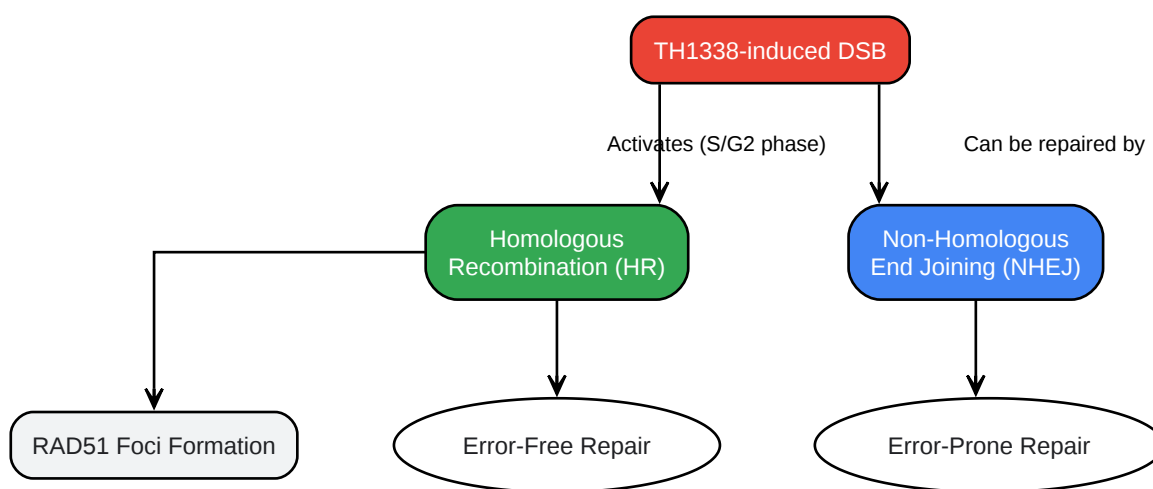 TH1338-induced DSB
Activates (S/G2 phase)
Can be repaired by
Homologous
Recombination (HR)
Non-Homologous
End Joining (NHEJ)
RAD51 Foci Formation
Error-Free Repair
Error-Prone Repair